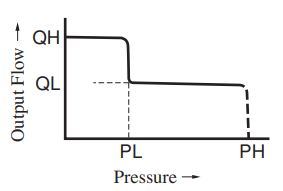 QH
QL
Output Flow →
PL PH
Pressure →